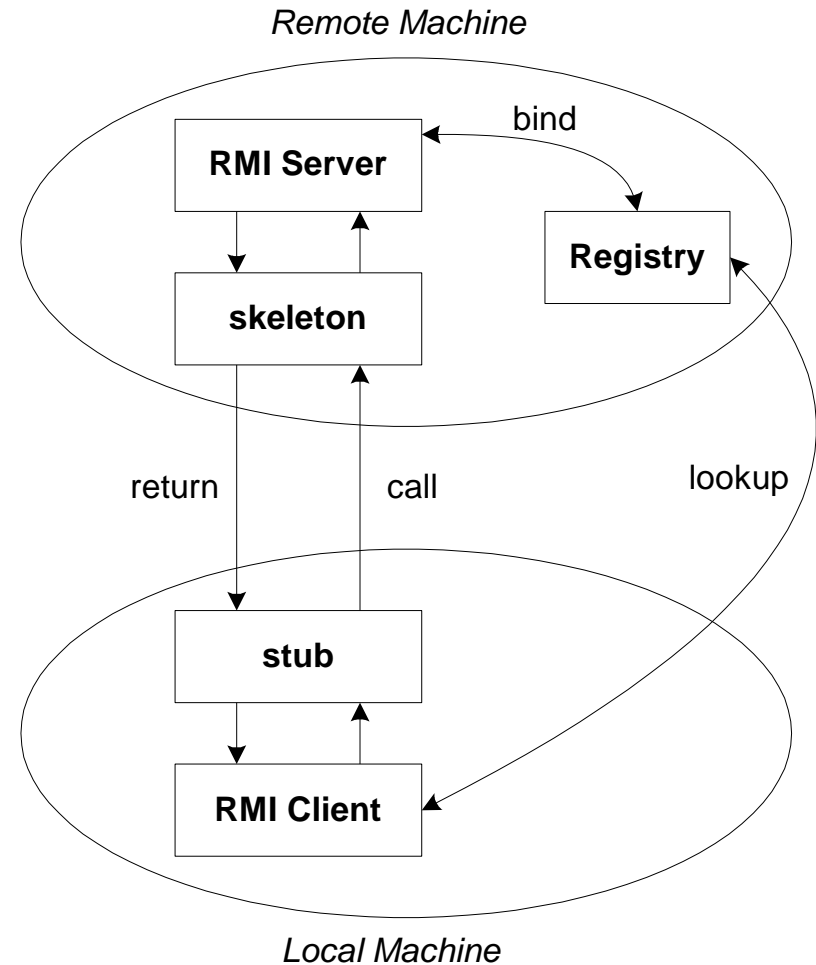 Remote Machine
bind
RMI Server
Registry
skeleton
return
call
lookup
stub
RMI Client
Local Machine